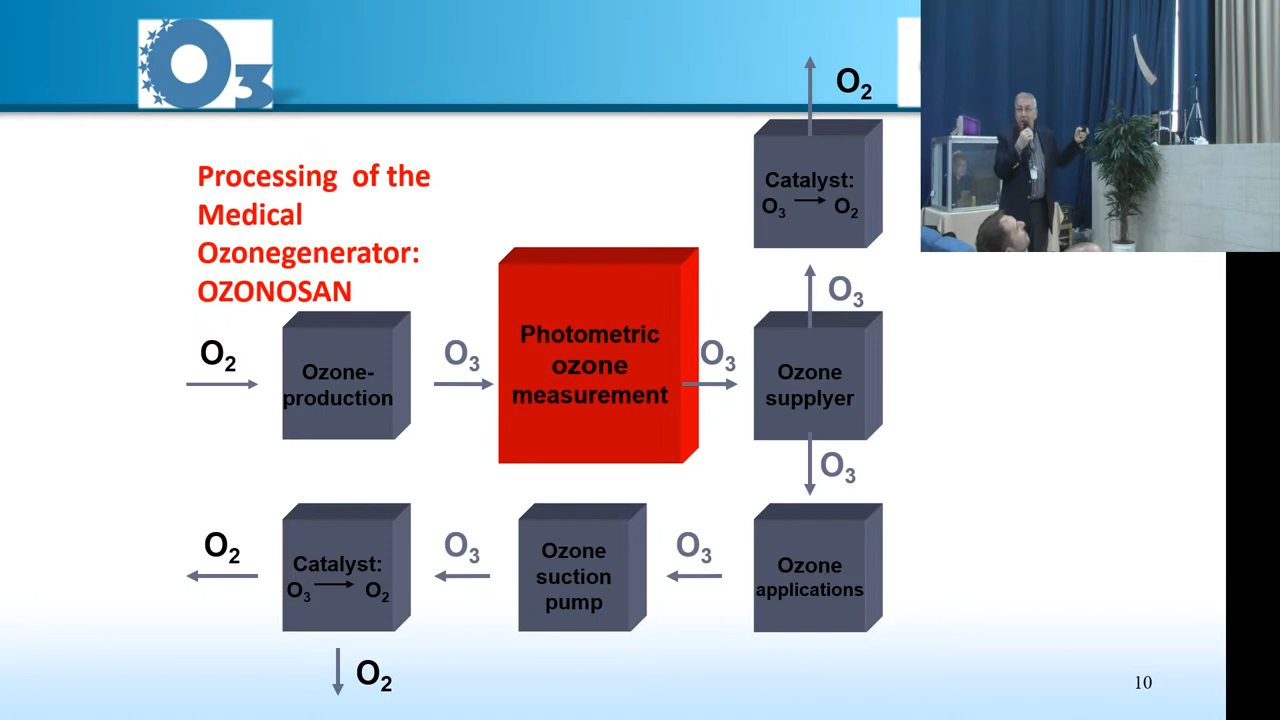 O3
O2
Processing of the
Medical
Ozonegenerator:
OZONOSAN
Catalyst:
O3 → O2
O3
O2
Ozone-
production
O3
Photometric
ozone
measurement
O3
Ozone
supplyer
O3
O2
Catalyst:
O3 → O2
O3
Ozone
suction
pump
O3
Ozone
applications
O2
10